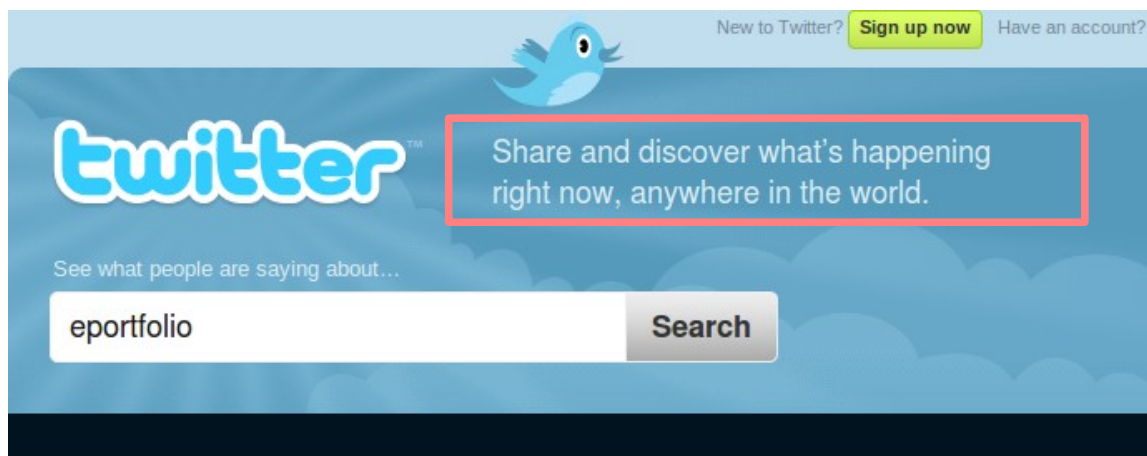 New to Twitter? Sign up now Have an account?
twitter™
Share and discover what's happening
right now, anywhere in the world.
See what people are saying about...
eportfolio
Search